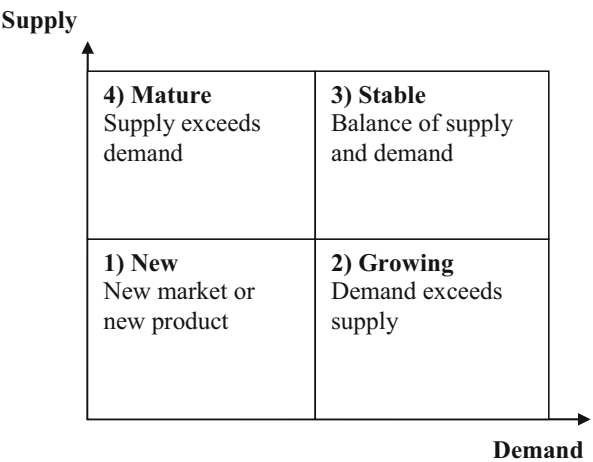 Supply
4) Mature
Supply exceeds
demand
3) Stable
Balance of supply
and demand
1) New
New market or
new product
2) Growing
Demand exceeds
supply
Demand